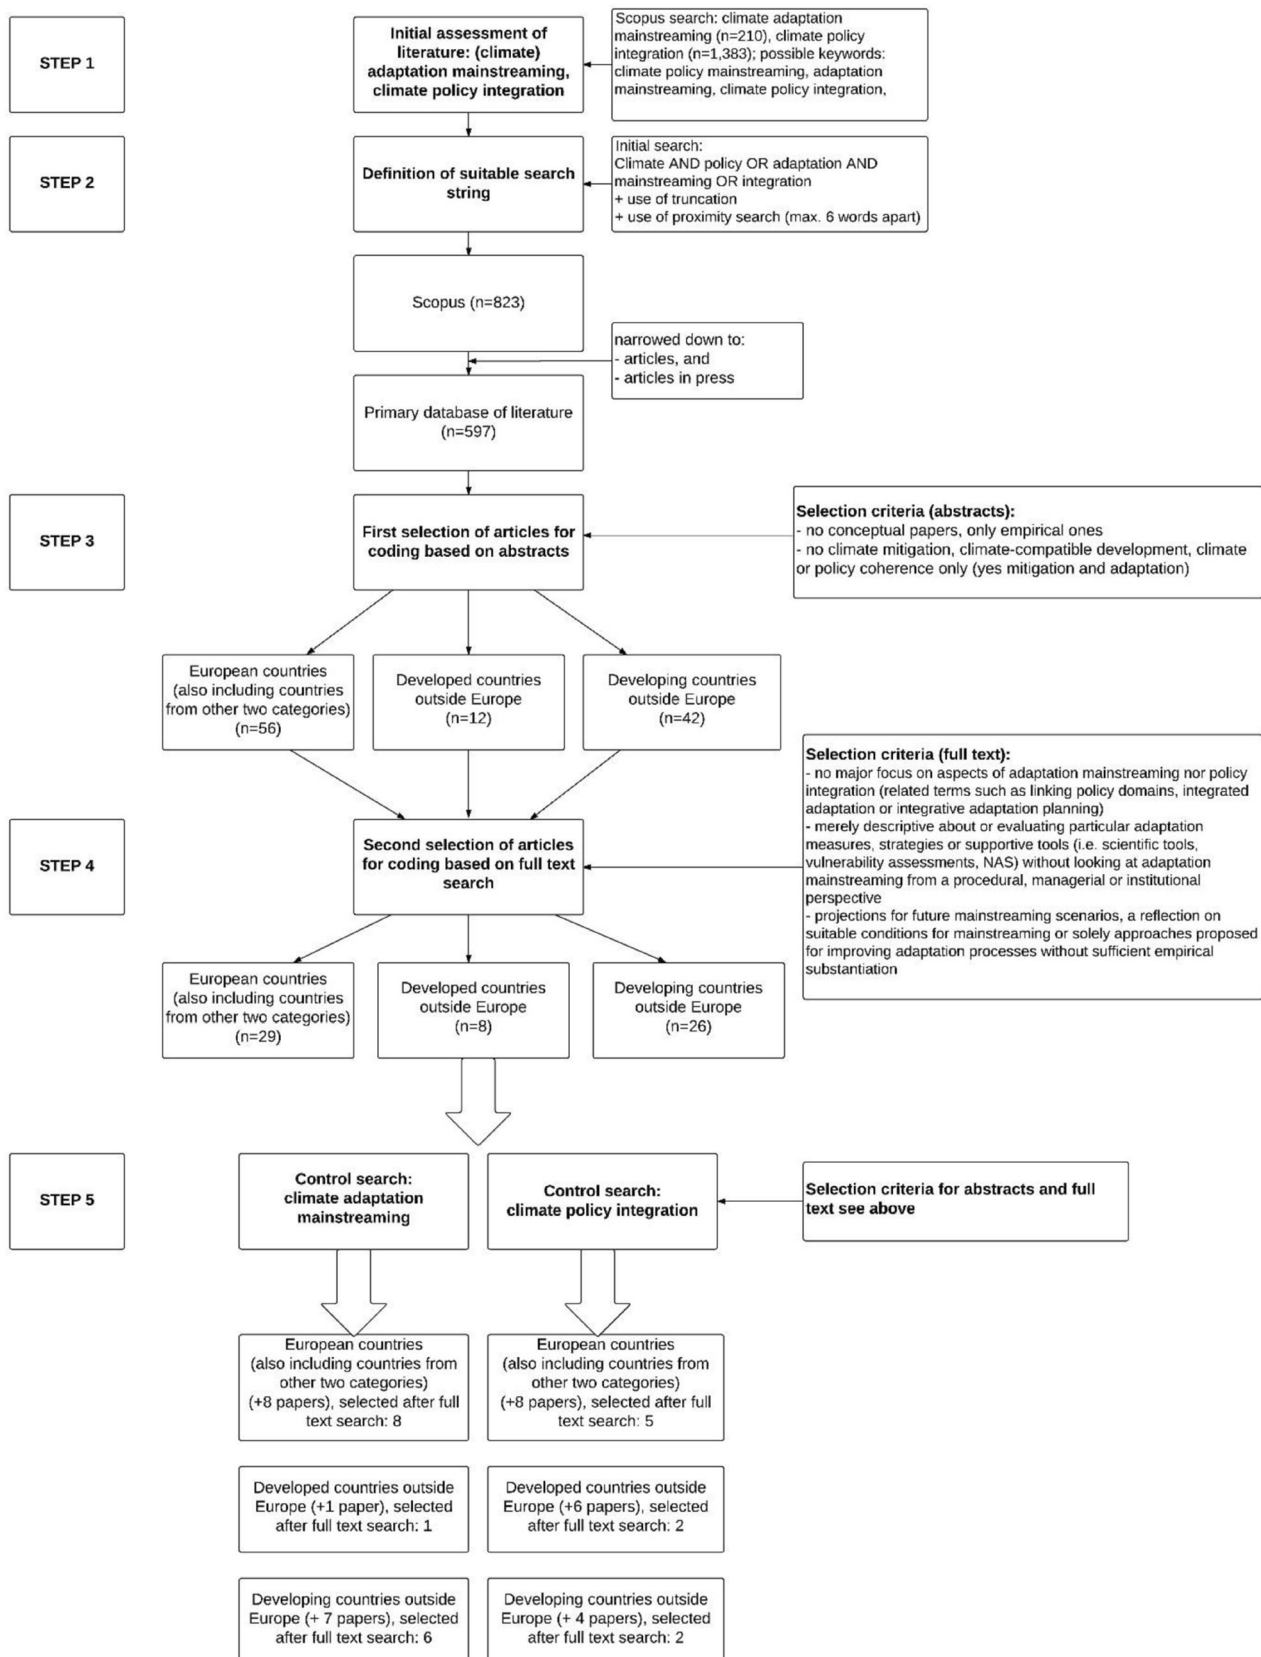 STEP 1
Initial assessment of
literature: (climate)
adaptation mainstreaming,
climate policy integration
Scopus search: climate adaptation
mainstreaming (n=210), climate policy
integration (n=1,383); possible keywords:
climate policy mainstreaming, adaptation
mainstreaming, climate policy integration,
STEP 2
Definition of suitable search
string
Initial search:
Climate AND policy OR adaptation AND
mainstreaming OR integration
+ use of truncation
+ use of proximity search (max. 6 words apart)
Scopus (n=823)
narrowed down to:
- articles, and
- articles in press
Primary database of literature
(n=597)
STEP 3
First selection of articles for
coding based on abstracts
Selection criteria (abstracts):
- no conceptual papers, only empirical ones
- no climate mitigation, climate-compatible development, climate
or policy coherence only (yes mitigation and adaptation)
European countries
(also including countries
from other two categories)
(n=56)
Developed countries
outside Europe
(n=12)
Developing countries
outside Europe
(n=42)
STEP 4
Second selection of articles
for coding based on full text
search
Selection criteria (full text):
- no major focus on aspects of adaptation mainstreaming nor policy
integration (related terms such as linking policy domains, integrated
adaptation or integrative adaptation planning)
- merely descriptive about or evaluating particular adaptation
measures, strategies or supportive tools (i.e. scientific tools,
vulnerability assessments, NAS) without looking at adaptation
mainstreaming from a procedural, managerial or institutional
perspective
- projections for future mainstreaming scenarios, a reflection on
suitable conditions for mainstreaming or solely approaches proposed
for improving adaptation processes without sufficient empirical
substantiation
European countries
(also including countries
from other two categories)
(n=29)
Developed countries
outside Europe
(n=8)
Developing countries
outside Europe
(n=26)
STEP 5
Control search:
climate adaptation
mainstreaming
Control search:
climate policy integration
Selection criteria for abstracts and full
text see above
European countries
(also including countries from
other two categories)
(+8 papers), selected after full
text search: 8
European countries
(also including countries from
other two categories)
(+8 papers), selected after full
text search: 5
Developed countries outside
Europe (+1 paper), selected
after full text search: 1
Developed countries outside
Europe (+6 papers), selected
after full text search: 2
Developing countries outside
Europe (+ 7 papers), selected
after full text search: 6
Developing countries outside
Europe (+ 4 papers), selected
after full text search: 2